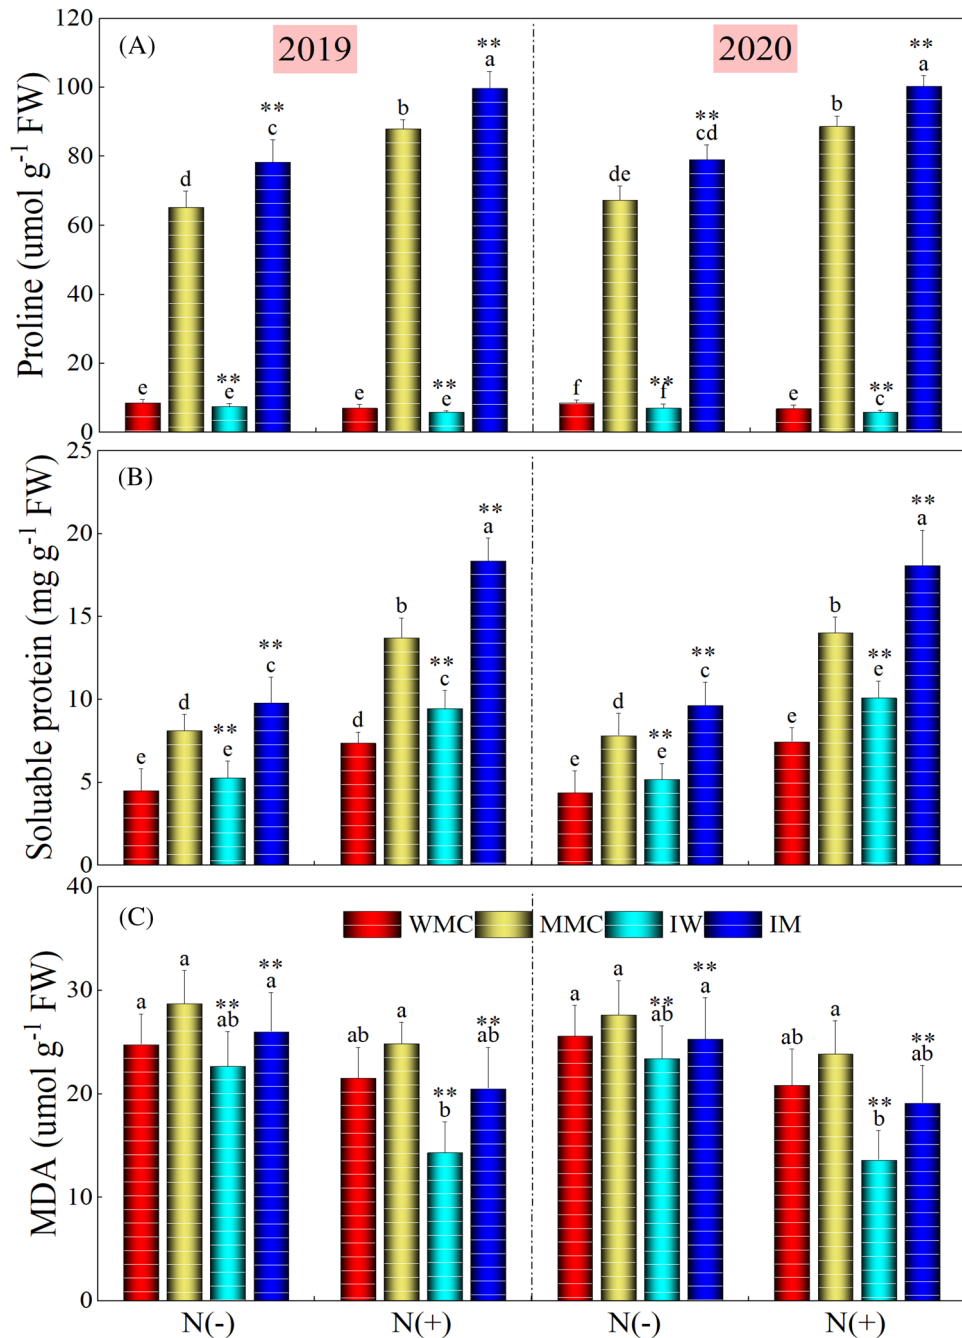 (A)
2019
2020
Proline (umol g⁻¹ FW)
120
100
80
60
40
20
0
e
d
**
e
**
c
e
b
**
e
**
a
f
de
**
f
**
cd
e
b
**
c
**
a
(B)
Soluable protein (mg g⁻¹ FW)
25
20
15
10
5
0
e
d
**
e
**
c
d
b
**
c
**
a
e
d
**
e
**
c
e
b
**
e
**
a
(C)
WMC MMC IW IM
MDA (umol g⁻¹ FW)
40
30
20
10
0
a
a
**
ab
**
a
ab
a
**
b
**
ab
a
a
**
ab
**
a
ab
a
**
b
**
ab
N(-) N(+) N(-) N(+)